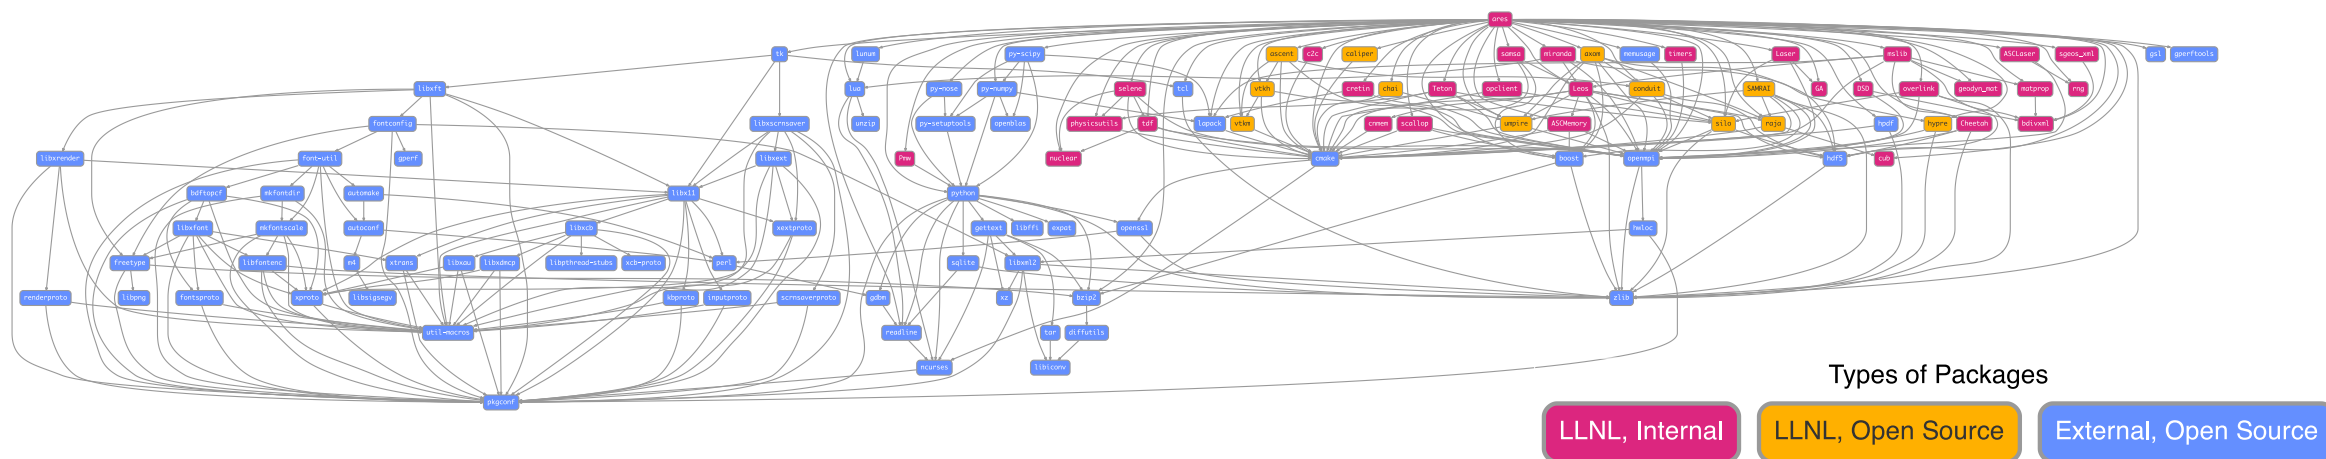 ares
tk
lunum
py-scipy
ascent
c2c
caliper
samsa
miranda
axom
memusage
timers
Laser
mslib
ASCLaser
sgeos_xml
gsl
gperftools
libxft
lua
py-nose
py-numpy
selene
tcl
vtkh
cretin
chai
Teton
opclient
Leos
conduit
SAMRAI
GA
DSD
overlink
geodyn_mat
matprop
rng
fontconfig
libxscrnsaver
unzip
py-setuptools
openblas
physicsutils
tdf
lapack
vtkm
cnmem
scallop
umpire
ASCMemory
silo
raja
hpdf
hypre
Cheetah
bdivxml
libxrender
font-util
gperf
libxext
Pmw
nuclear
cmake
boost
openmpi
hdf5
cub
bdftopcf
mkfontdir
automake
libx11
python
libxfont
mkfontscale
autoconf
libxcb
xextproto
gettext
libffi
expat
openssl
hwloc
freetype
libfontenc
m4
xtrans
libxau
libxdmcp
libpthread-stubs
xcb-proto
perl
sqlite
libxml2
renderproto
libpng
fontsproto
xproto
libsigsegv
kbproto
inputproto
scrnsaverproto
gdbm
xz
bzip2
zlib
util-macros
readline
tar
diffutils
ncurses
libiconv
pkgconf
Types of Packages
LLNL, Internal
LLNL, Open Source
External, Open Source